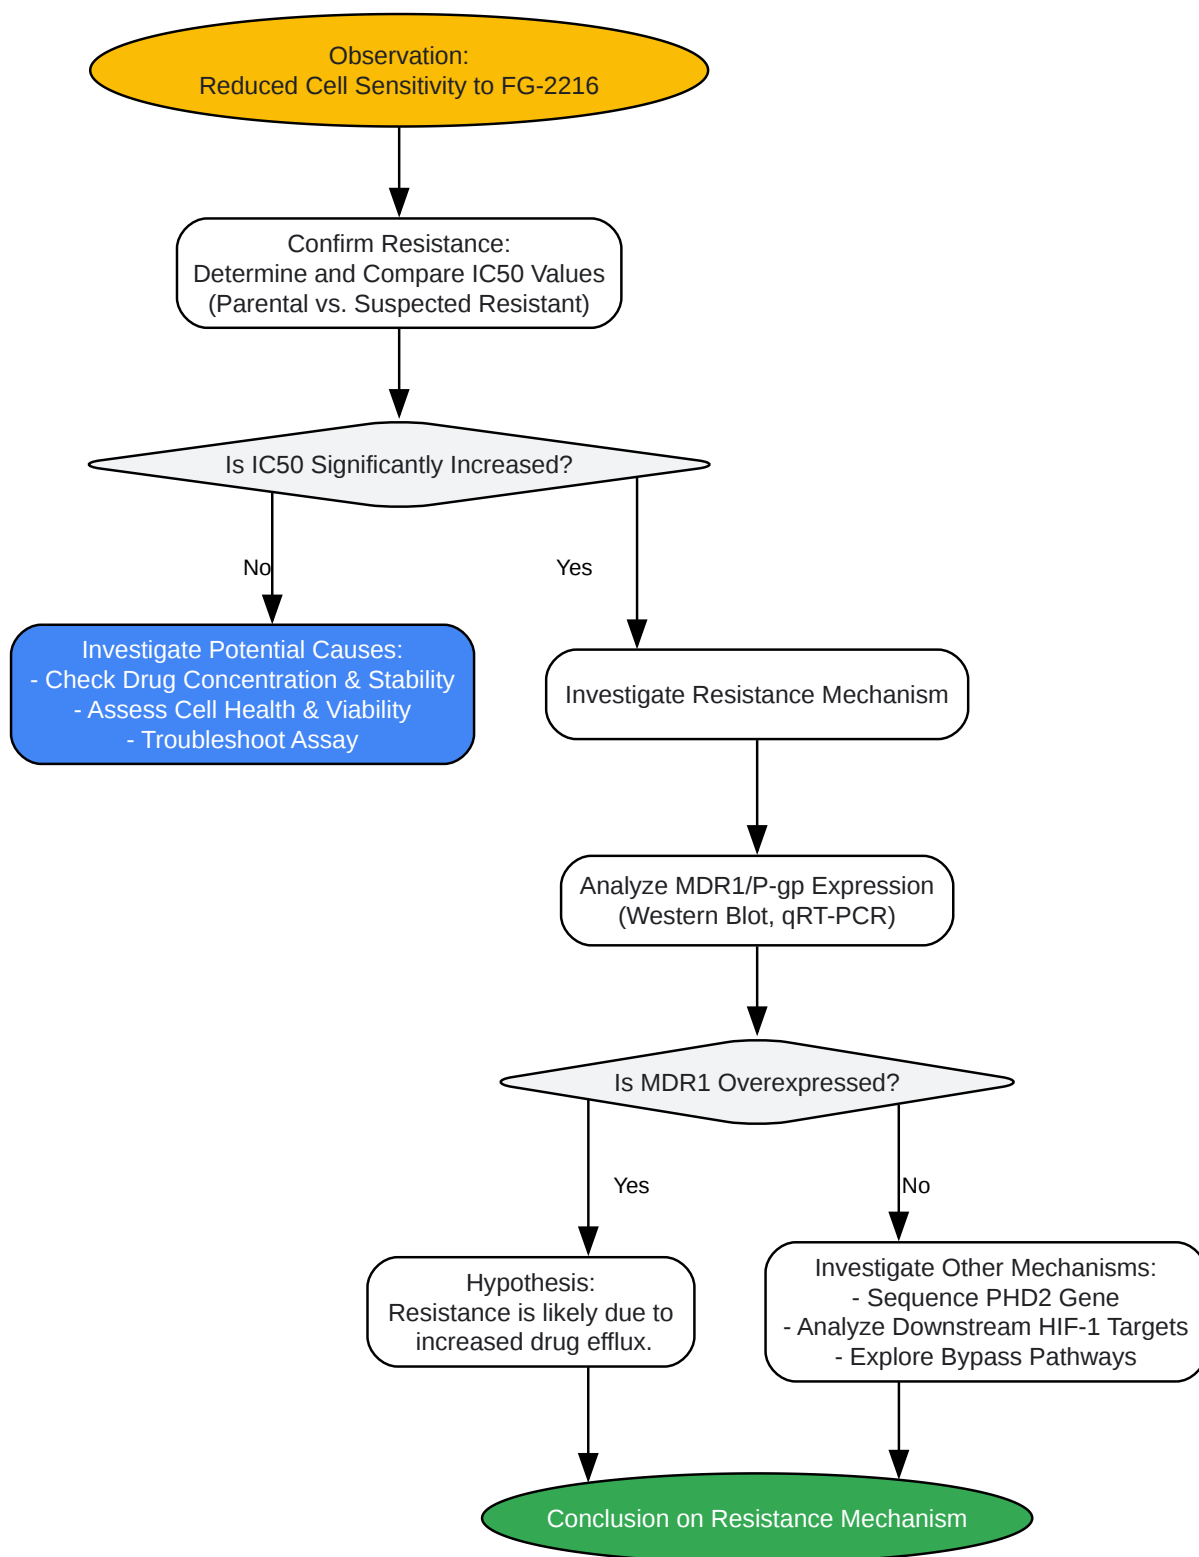 Observation:
Reduced Cell Sensitivity to FG-2216
Confirm Resistance:
Determine and Compare IC50 Values
(Parental vs. Suspected Resistant)
Is IC50 Significantly Increased?
No
Yes
Investigate Potential Causes:
- Check Drug Concentration & Stability
- Assess Cell Health & Viability
- Troubleshoot Assay
Investigate Resistance Mechanism
Analyze MDR1/P-gp Expression
(Western Blot, qRT-PCR)
Is MDR1 Overexpressed?
Yes
No
Hypothesis:
Resistance is likely due to
increased drug efflux.
Investigate Other Mechanisms:
- Sequence PHD2 Gene
- Analyze Downstream HIF-1 Targets
- Explore Bypass Pathways
Conclusion on Resistance Mechanism